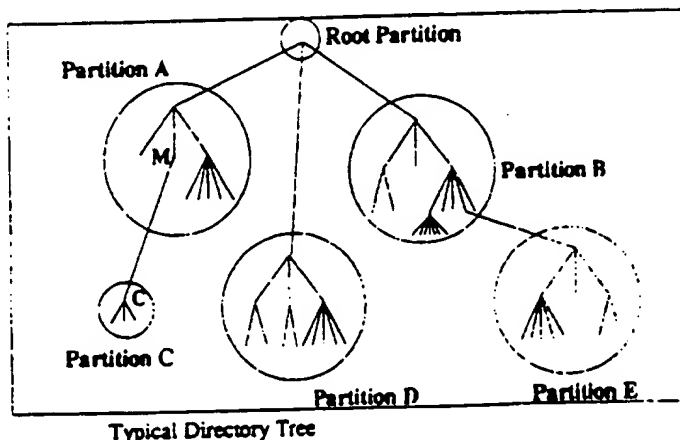 Root Partition
Partition A
M
Partition B
C
Partition C
Partition D
Partition E
Typical Directory Tree